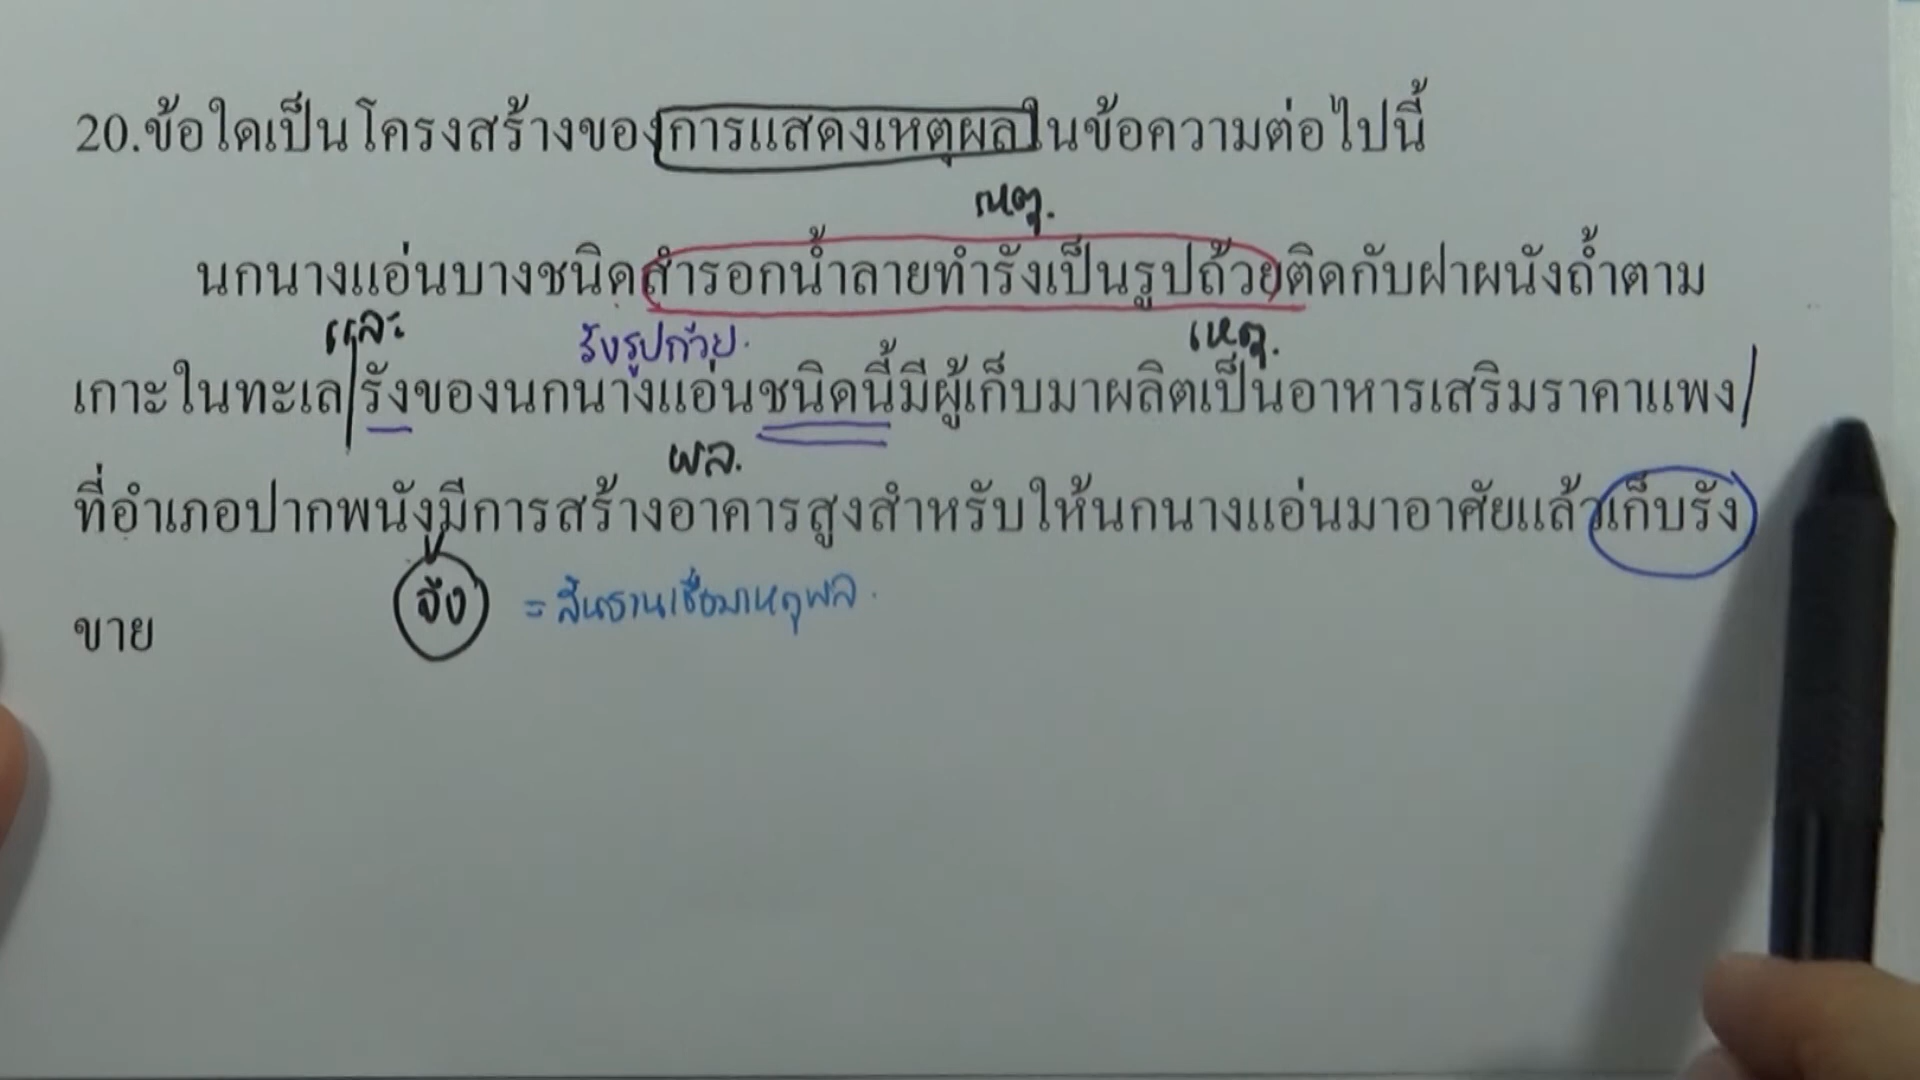 20.ข้อใดเป็นโครงสร้างของการแสดงเหตุผลในข้อความต่อไปนี้
เหตุ.
นกนางแอ่นบางชนิดสำรอกน้ำลายทำรังเป็นรูปถ้วยติดกับฝาผนังถ้ำตาม
และ รังรูปถ้วย. เหตุ.
เกาะในทะเล/รังของนกนางแอ่นชนิดนี้มีผู้เก็บมาผลิตเป็นอาหารเสริมราคาแพง/
ผล.
ที่อำเภอปากพนังมีการสร้างอาคารสูงสำหรับให้นกนางแอ่นมาอาศัยแล้วเก็บรัง
จึง = สันธานเชื่อมเหตุผล.
ขาย